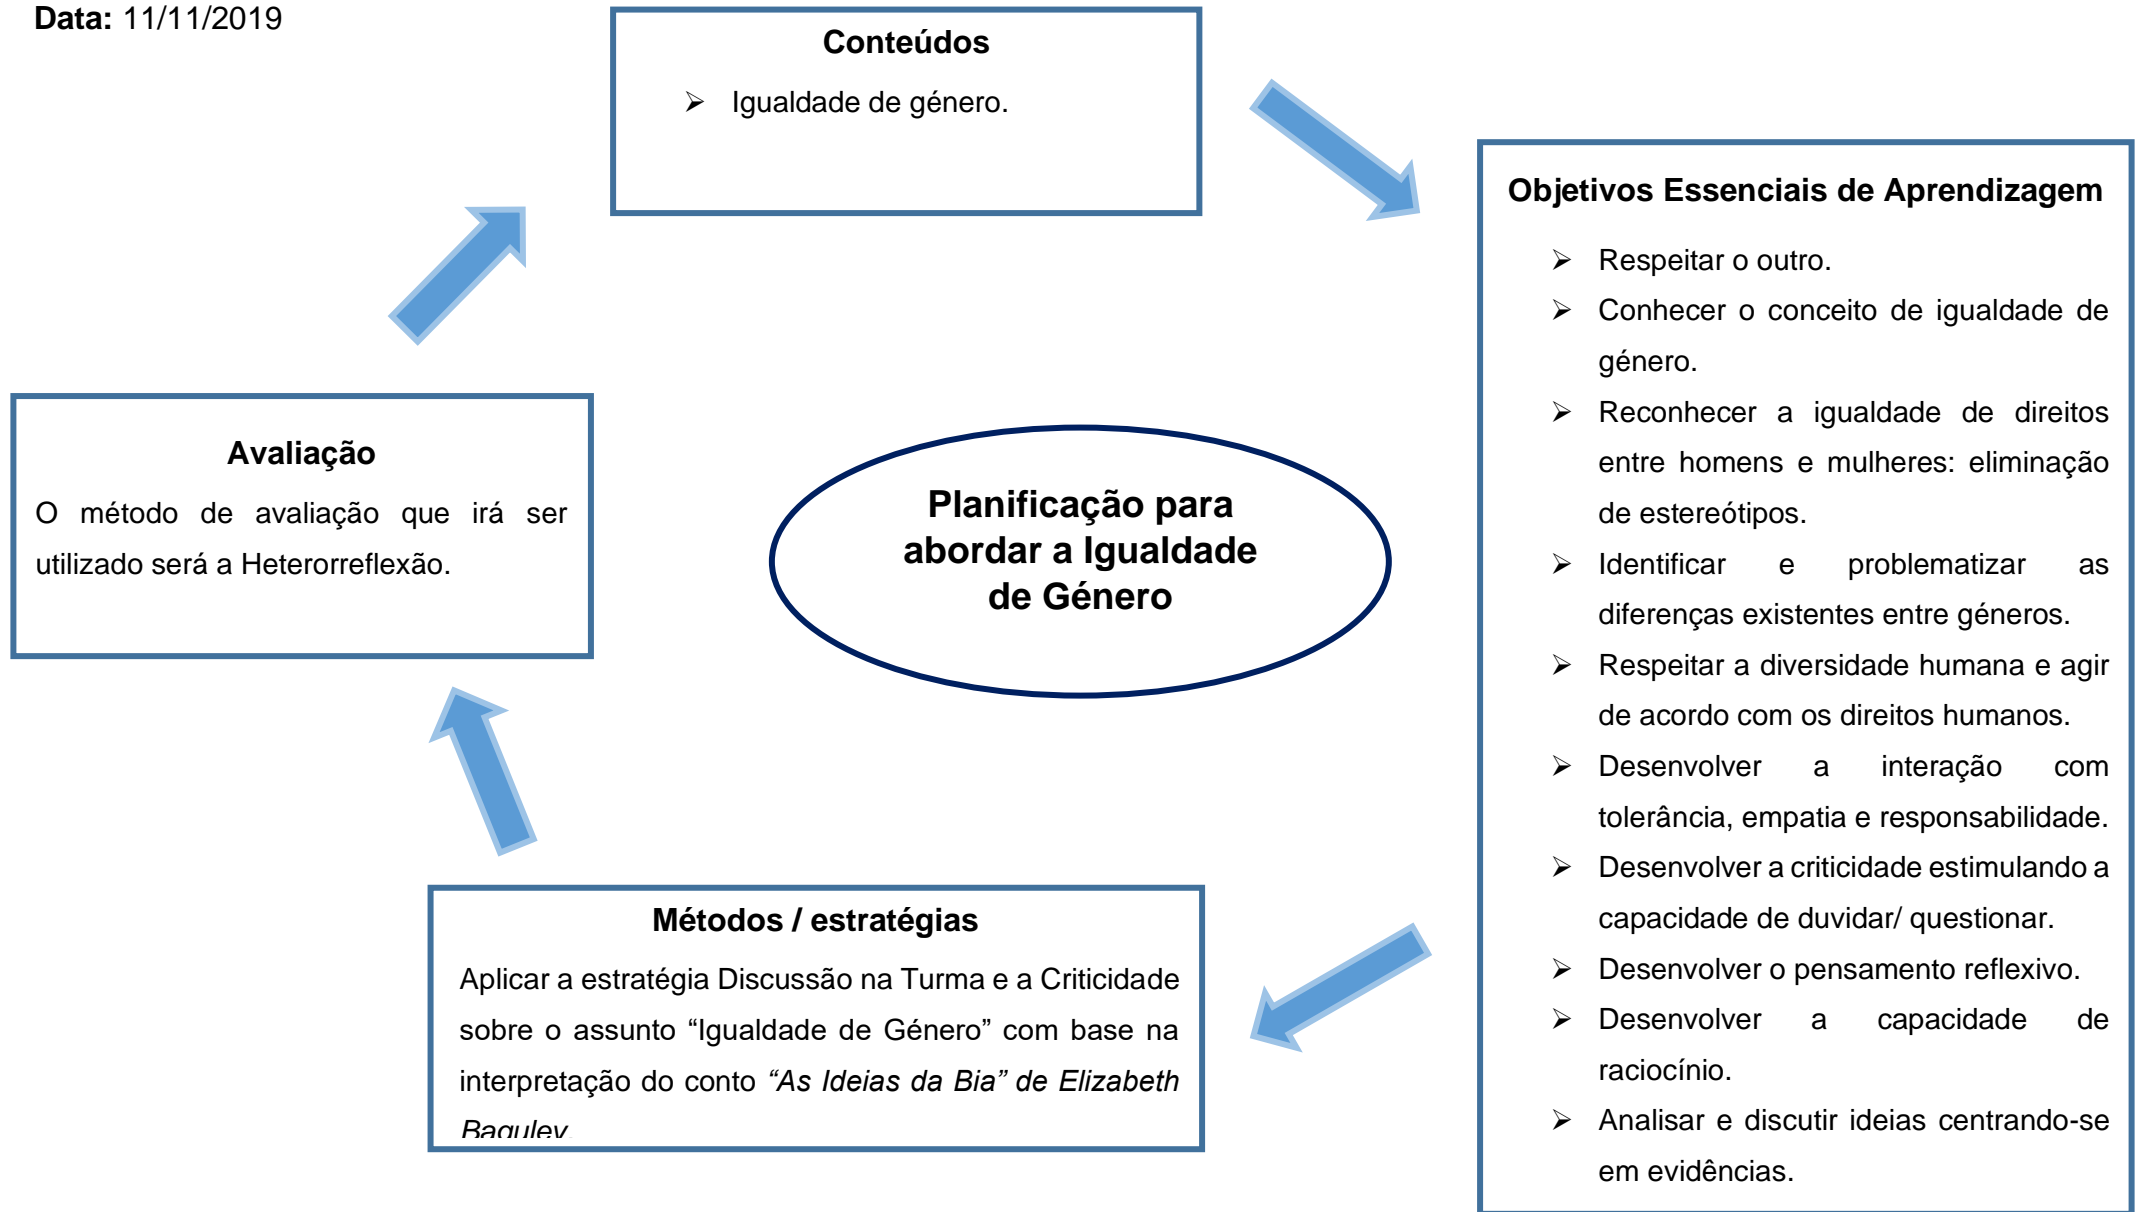 Data: 11/11/2019
Conteúdos
➢ Igualdade de género.
Objetivos Essenciais de Aprendizagem
➢ Respeitar o outro.
➢ Conhecer o conceito de igualdade de
género.
➢ Reconhecer a igualdade de direitos
entre homens e mulheres: eliminação
de estereótipos.
➢ Identificar e problematizar as
diferenças existentes entre géneros.
➢ Respeitar a diversidade humana e agir
de acordo com os direitos humanos.
➢ Desenvolver a interação com
tolerância, empatia e responsabilidade.
➢ Desenvolver a criticidade estimulando a
capacidade de duvidar/ questionar.
➢ Desenvolver o pensamento reflexivo.
➢ Desenvolver a capacidade de
raciocínio.
➢ Analisar e discutir ideias centrando-se
em evidências.
Métodos / estratégias
Aplicar a estratégia Discussão na Turma e a Criticidade
sobre o assunto “Igualdade de Género” com base na
interpretação do conto “As Ideias da Bia” de Elizabeth
Baguley.
Avaliação
O método de avaliação que irá ser
utilizado será a Heterorreflexão.
Planificação para
abordar a Igualdade
de Género